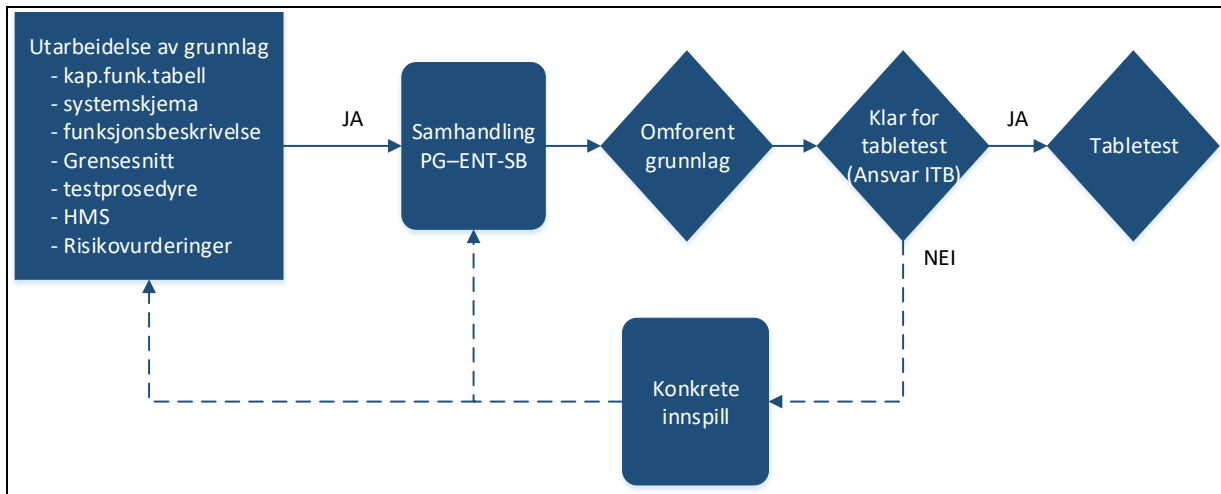 Utarbeidelse av grunnlag
- kap.funk.tabell
- systemskjema
- funksjonsbeskrivelse
- Grensesnitt
- testprosedyre
- HMS
- Risikovurderinger
JA
Samhandling
PG–ENT-SB
Omforent
grunnlag
Klar for
tabletest
(Ansvar ITB)
JA
Tabletest
NEI
Konkrete
innspill